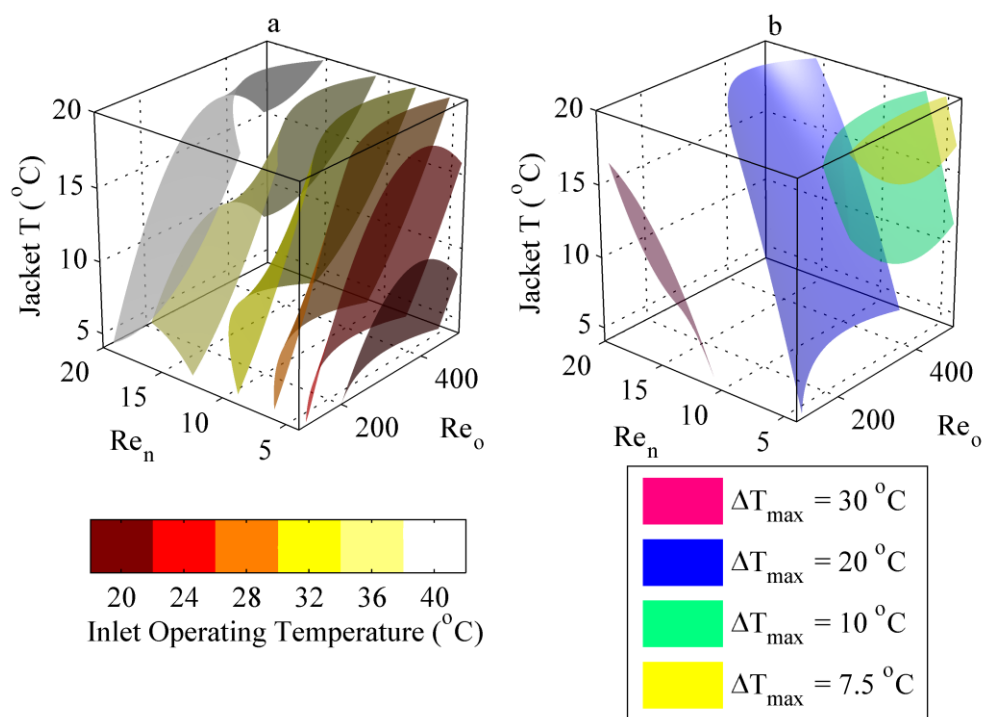 a
Jacket T (°C)
20
15
10
5
20
15
10
5
Re_n
200
400
Re_o
b
Jacket T (°C)
20
15
10
5
20
15
10
5
Re_n
200
400
Re_o
20 24 28 32 36 40
Inlet Operating Temperature (°C)
ΔT_max = 30 °C
ΔT_max = 20 °C
ΔT_max = 10 °C
ΔT_max = 7.5 °C